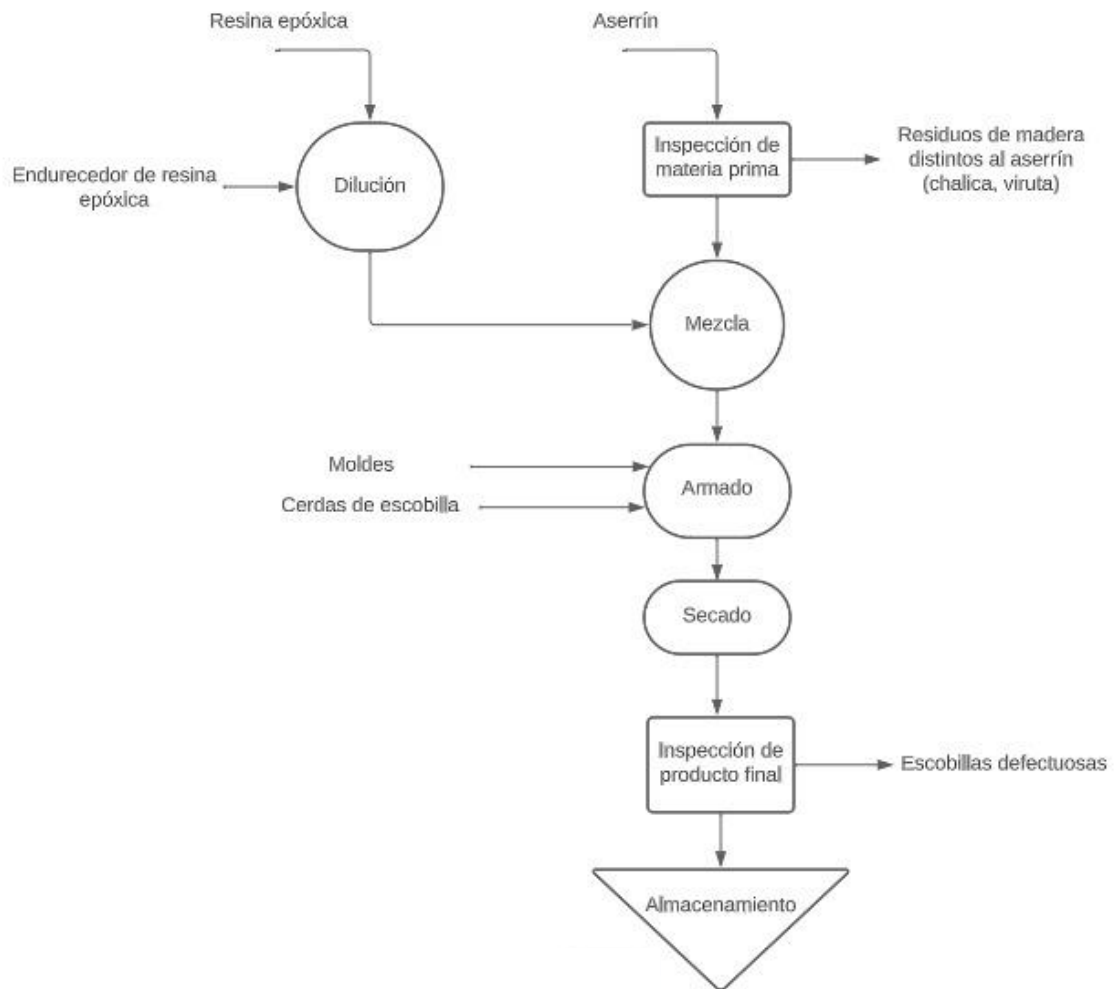 Resina epóxica
Aserrín
Inspección de
materia prima
Residuos de madera
distintos al aserrín
(chalica, viruta)
Endurecedor de resina
epóxica
Dilución
Mezcla
Moldes
Cerdas de escobilla
Armado
Secado
Inspección de
producto final
Escobillas defectuosas
Almacenamiento